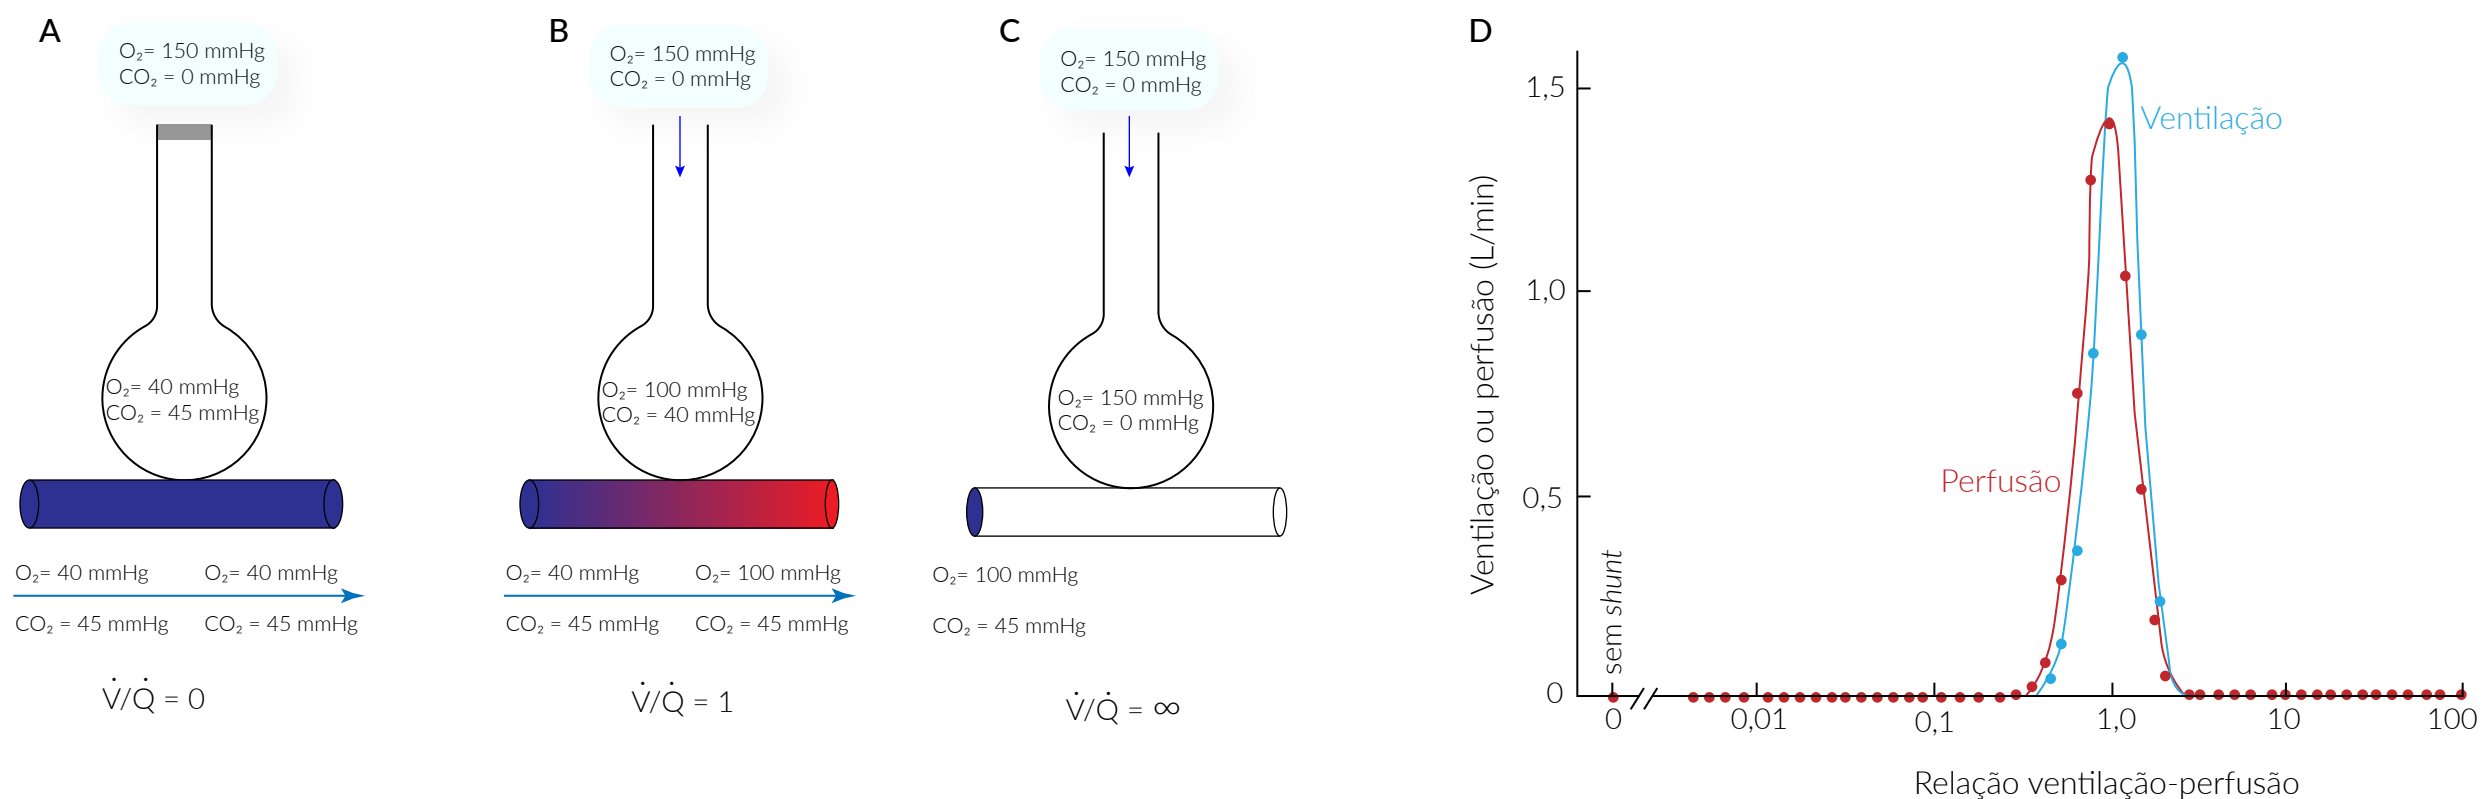 A
O₂= 150 mmHg
CO₂ = 0 mmHg
O₂= 40 mmHg
CO₂ = 45 mmHg
O₂= 40 mmHg
O₂= 40 mmHg
CO₂ = 45 mmHg
CO₂ = 45 mmHg
V̇/Q̇ = 0
B
O₂= 150 mmHg
CO₂ = 0 mmHg
O₂= 100 mmHg
CO₂ = 40 mmHg
O₂= 40 mmHg
O₂= 100 mmHg
CO₂ = 45 mmHg
CO₂ = 45 mmHg
V̇/Q̇ = 1
C
O₂= 150 mmHg
CO₂ = 0 mmHg
O₂= 150 mmHg
CO₂ = 0 mmHg
O₂= 100 mmHg
CO₂ = 45 mmHg
V̇/Q̇ = ∞
D
Ventilação ou perfusão (L/min)
1,5
1,0
0,5
0
Ventilação
Perfusão
sem shunt
0
0,01
0,1
1,0
10
100
Relação ventilação-perfusão